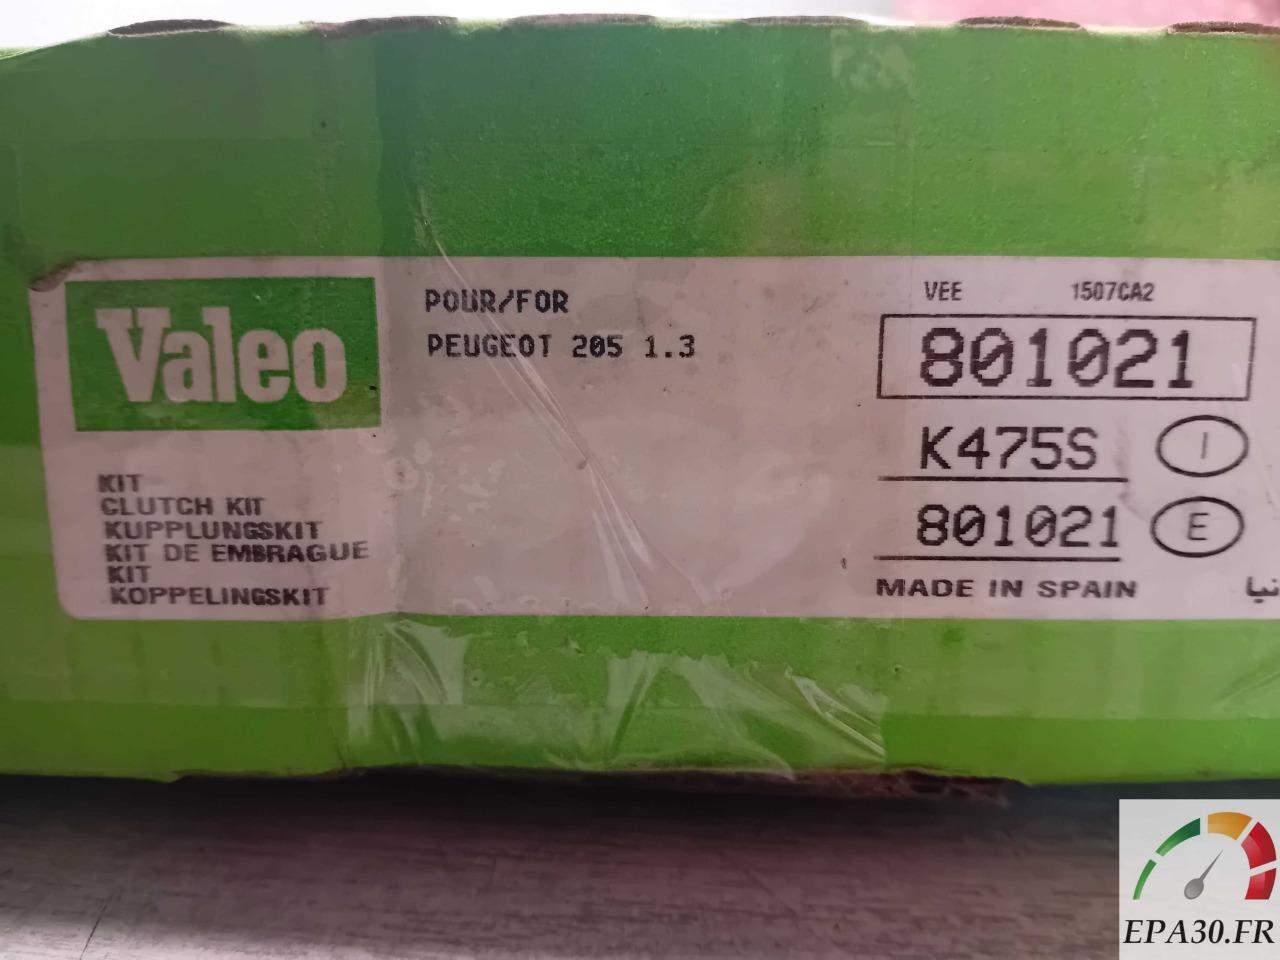 Valeo
KIT
CLUTCH KIT
KUPPLUNGSKIT
KIT DE EMBRAGUE
KIT
KOPPELINGSKIT
POUR/FOR
PEUGEOT 205 1.3
VEE 1507CA2
801021
K475S I
801021 E
MADE IN SPAIN
EPA30.FR